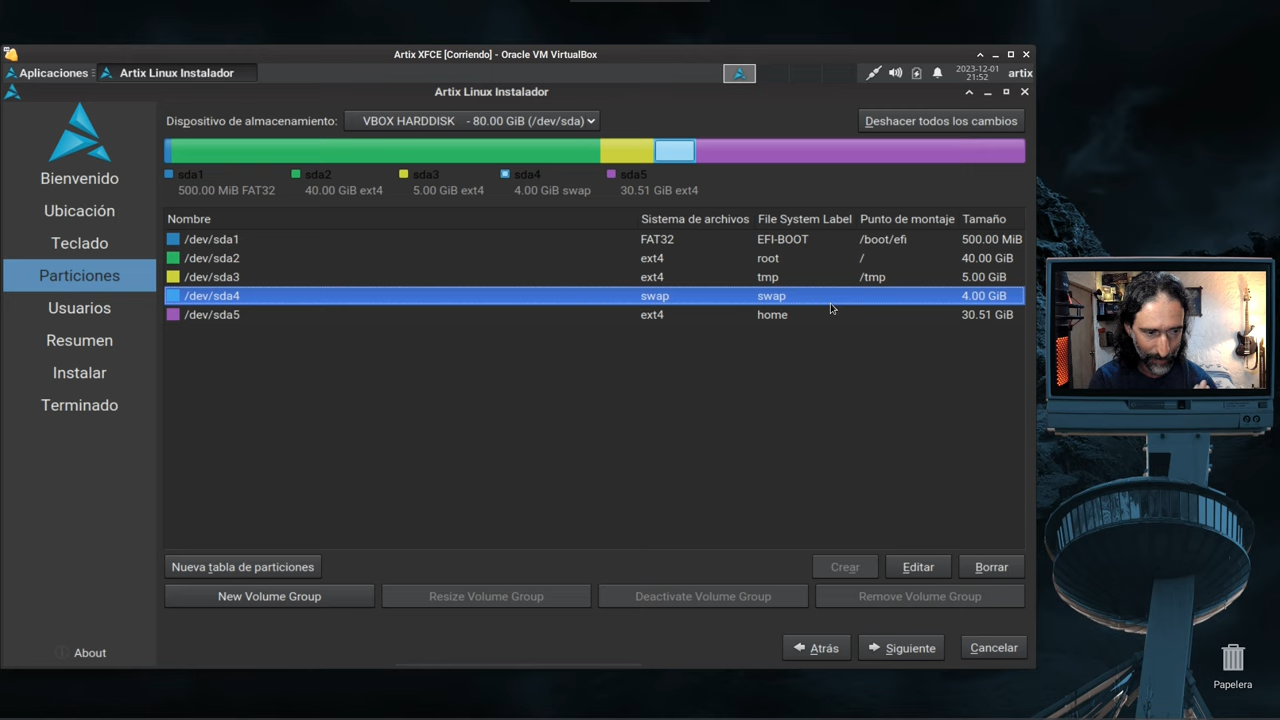 Artix XFCE [Corriendo] - Oracle VM VirtualBox
Aplicaciones
Artix Linux Instalador
2023-12-01
21:52
artix
Artix Linux Instalador
Dispositivo de almacenamiento:
VBOX HARDDISK - 80.00 GiB (/dev/sda)
Deshacer todos los cambios
sda1 sda2 sda3 sda4 sda5
500.00 MiB FAT32 40.00 GiB ext4 5.00 GiB ext4 4.00 GiB swap 30.51 GiB ext4
Nombre Sistema de archivos File System Label Punto de montaje Tamaño
/dev/sda1 FAT32 EFI-BOOT /boot/efi 500.00 MiB
/dev/sda2 ext4 root / 40.00 GiB
/dev/sda3 ext4 tmp /tmp 5.00 GiB
/dev/sda4 swap swap 4.00 GiB
/dev/sda5 ext4 home 30.51 GiB
Bienvenido
Ubicación
Teclado
Particiones
Usuarios
Resumen
Instalar
Terminado
Nueva tabla de particiones
Crear
Editar
Borrar
New Volume Group
Resize Volume Group
Deactivate Volume Group
Remove Volume Group
About
Atrás
Siguiente
Cancelar
Papelera